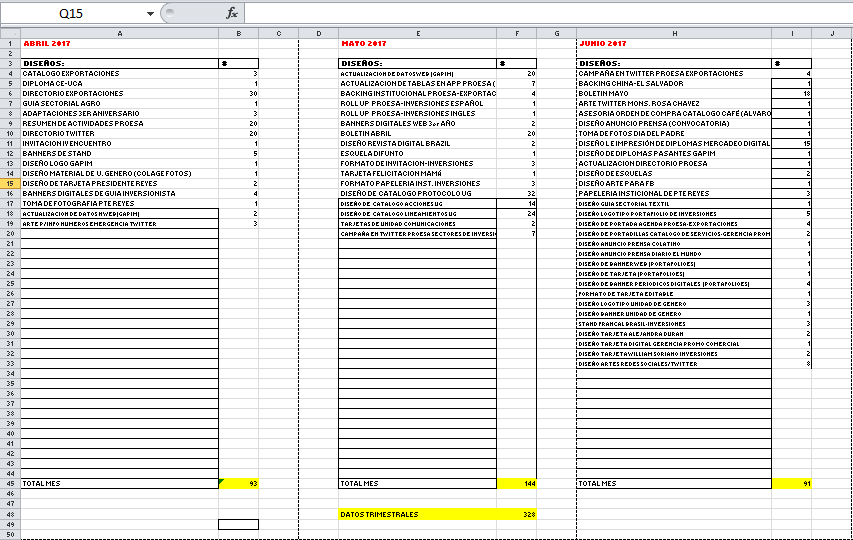 Q15 fx
A B C D E F G H I J
1 ABRIL 2017 MAYO 2017 JUNIO 2017
2
3 DISEÑOS: # DISEÑOS: # DISEÑOS: #
4 CATALOGO EXPORTACIONES 3 ACTUALIZACION DE DATOS WEB (GAPIM) 20 CAMPAÑA EN TWITTER PROESA EXPORTACIONES 4
5 DIPLOMA CE-UCA 1 ACTUALIZACION DE TABLAS EN APP PROESA ( 7 BACKING CHINA-EL SALVADOR 1
6 DIRECTORIO EXPORTACIONES 30 BACKING INSTITUCIONAL PROESA-EXPORTAC 4 BOLETIN MAYO 18
7 GUIA SECTORIAL AGRO 1 ROLL UP PROESA-INVERSIONES ESPAÑOL 1 ARTE TWITTER MONS. ROSA CHAVEZ 1
8 ADAPTACIONES 3ER ANIVERSARIO 3 ROLL UP PROESA-INVERSIONES INGLES 1 ASESORIA ORDEN DE COMPRA CATALOGO CAFÉ (ALVARO 1
9 RESUMEN DE ACTIVIDADES PROESA 20 BANNERS DIGITALES WEB 3er AÑO 2 DISEÑO ANUNCIO PRENSA (CONVOCATORIA) 1
10 DIRECTORIO TWITTER 20 BOLETIN ABRIL 20 TOMA DE FOTOS DIA DEL PADRE 1
11 INVITACION IV ENCUENTRO 1 DISEÑO REVISTA DIGITAL BRAZIL 2 DISEÑO E IMPRESIÓN DE DIPLOMAS MERCADEO DIGITAL 15
12 BANNERS DE STAND 5 ESQUELA DIFUNTO 1 DISEÑO DE DIPLOMAS PASANTES GAPIM 1
13 DISEÑO LOGO GAPIM 1 FORMATO DE INVITACION-INVERSIONES 3 ACTUALIZACION DIRECTORIO PROESA 1
14 DISEÑO MATERIAL DE U. GENERO (COLAGE FOTOS) 1 TARJETA FELICITACION MAMÁ 1 DISEÑO DE ESQUELAS 2
15 DISEÑO DE TARJETA PRESIDENTE REYES 2 FORMATO PAPELERIA INST. INVERSIONES 3 DISEÑO ARTE PARA FB 1
16 BANNERS DIGITALES DE GUIA INVERSIONISTA 4 DISEÑO DE CATALOGO PROTOCOLO UG 32 PAPELERIA INSTICIONAL DE PTE REYES 3
17 TOMA DE FOTOGRAFIA PTE REYES 1 DISEÑO DE CATALOGO ACCIONES UG 14 DISEÑO GUIA SECTORIAL TEXTIL 1
18 ACTUALIZACION DE DATOS WEB (GAPIM) 2 DISEÑO DE CATALOGO LINEAMIENTOS UG 24 DISEÑO LOGOTIPO PORTAFOLIO DE INVERSIONES 5
19 ARTE P/INFO NUMEROS EMERGENCIA TWITTER 3 TARJETAS DE UNIDAD COMUNICACIONES 2 DISEÑO DE PORTADA AGENDA PROESA-EXPORTACIONES 4
20 CAMPAÑA EN TWITTER PROESA SECTORES DE INVERSI 7 DISEÑO DE PORTADILLAS CATALOGO DE SERVICIOS-GERENCIA PROM 2
21 DISEÑO ANUNCIO PRENSA COLATINO 1
22 DISEÑO ANUNCIO PRENSA DIARIO EL MUNDO 1
23 DISEÑO DE BANNER WEB (PORTAFOLIOES) 1
24 DISEÑO DE TARJETA (PORTAFOLIOES) 1
25 DISEÑO DE BANNER PERIODICOS DIGITALES (PORTAFOLIOES) 4
26 FORMATO DE TARJETA EDITABLE 1
27 DISEÑO LOGOTIPO UNIDAD DE GENERO 3
28 DISEÑO BANNER UNIDAD DE GENERO 1
29 STAND FRANCAL BRASIL-INVERSIONES 3
30 DISEÑO TARJETA ALEJANDRA DURAN 2
31 DISEÑO TARJETA DIGITAL GERENCIA PROMO COMERCIAL 1
32 DISEÑO TARJETA WILLIAM SORIANO INVERSIONES 2
33 DISEÑO ARTES REDES SOCIALES/TWITTER 8
34
35
36
37
38
39
40
41
42
43
44
45 TOTAL MES 93 TOTAL MES 144 TOTAL MES 91
46
47
48 DATOS TRIMESTRALES 328
49
50